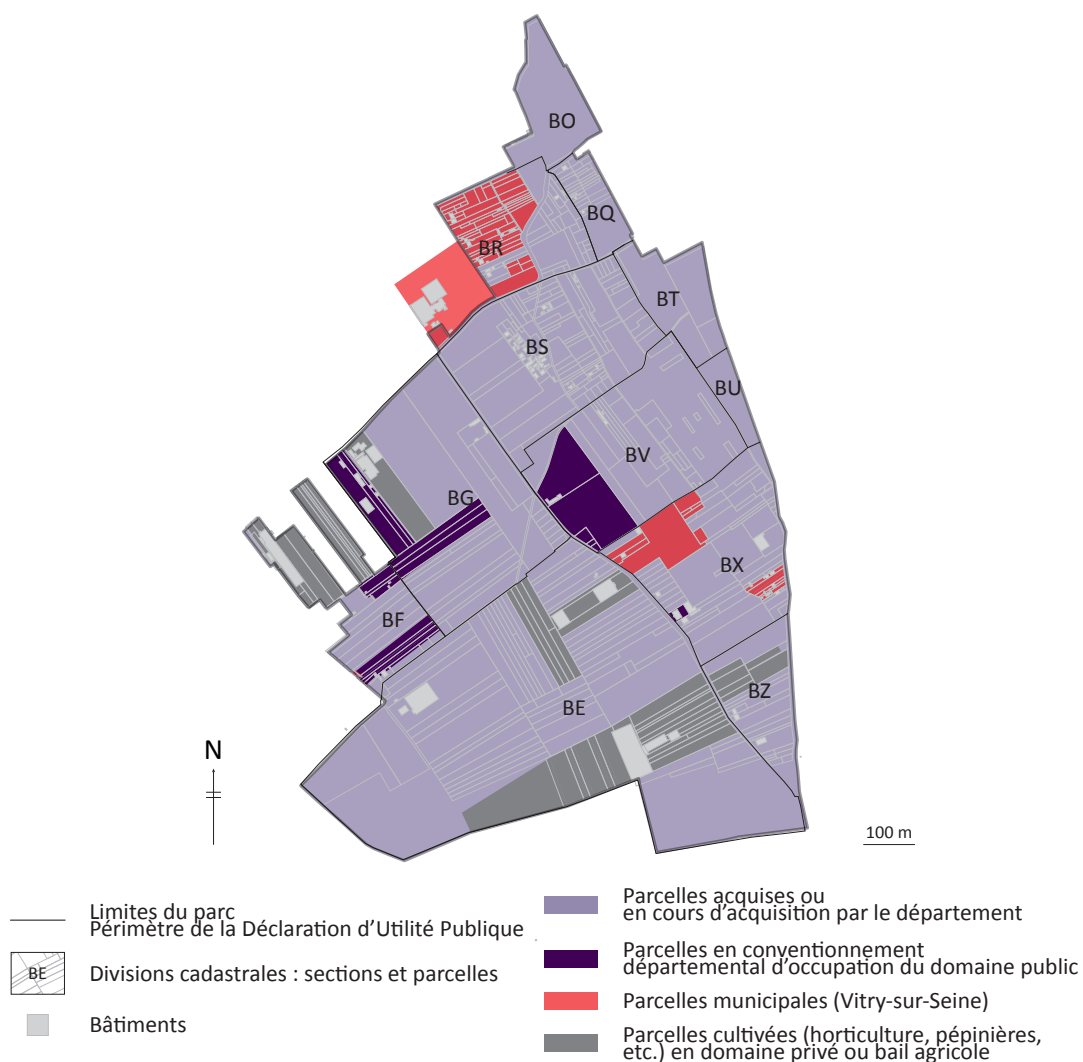 BO
BQ
BR
BT
BS
BU
BV
BG
BX
BF
BZ
BE
N
100 m
Limites du parc
Périmètre de la Déclaration d'Utilité Publique
BE
Divisions cadastrales : sections et parcelles
Bâtiments
Parcelles acquises ou
en cours d'acquisition par le département
Parcelles en conventionnement
départemental d'occupation du domaine public
Parcelles municipales (Vitry-sur-Seine)
Parcelles cultivées (horticulture, pépinières,
etc.) en domaine privé ou bail agricole